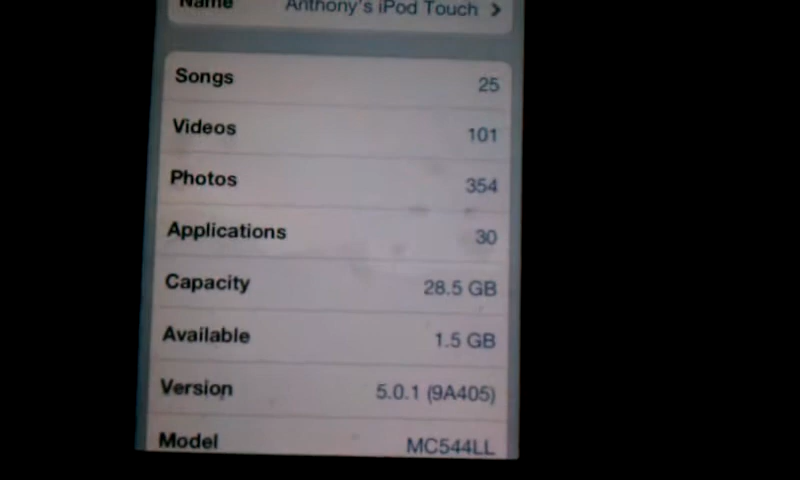 Name Anthony's iPod Touch
Songs 25
Videos 101
Photos 354
Applications 30
Capacity 28.5 GB
Available 1.5 GB
Version 5.0.1 (9A405)
Model MC544LL